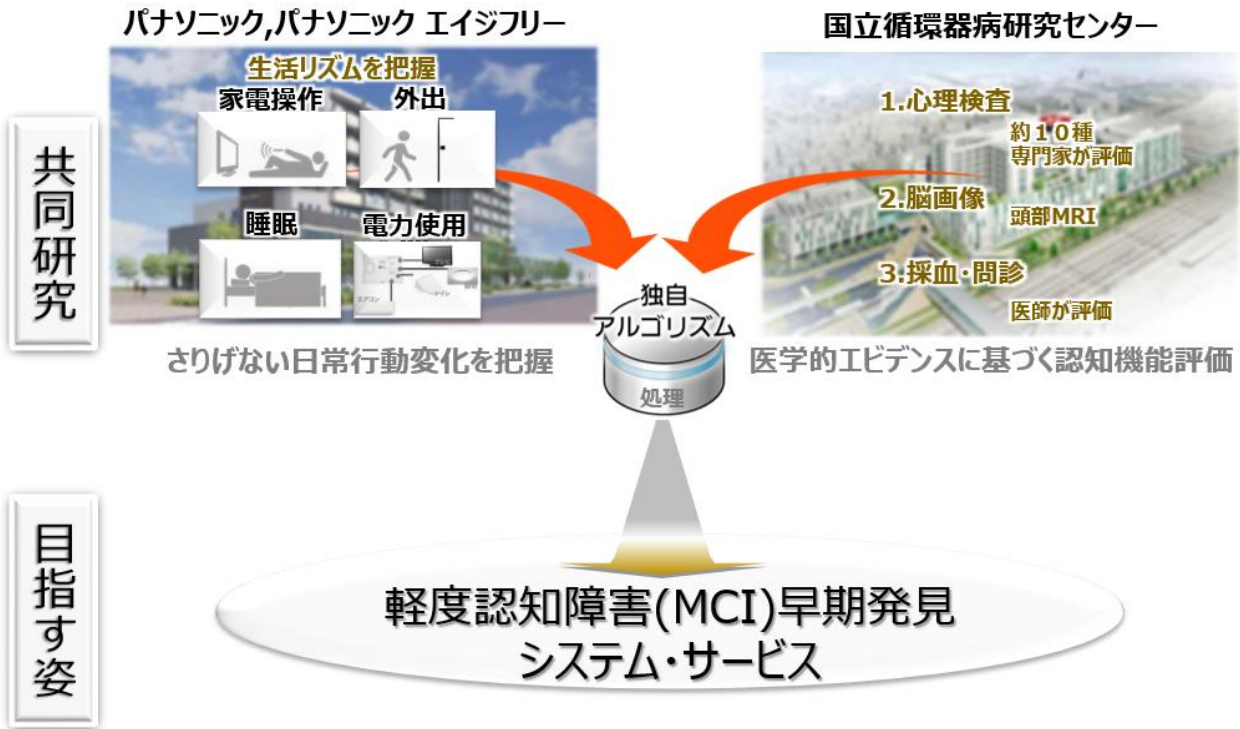 パナソニック,パナソニック エイジフリー
国立循環器病研究センター
共同研究
生活リズムを把握
家電操作
外出
睡眠
電力使用
エアコン
トイレ
さりげない日常行動変化を把握
1.心理検査
約10種
専門家が評価
2.脳画像
頭部MRI
3.採血・問診
医師が評価
医学的エビデンスに基づく認知機能評価
独自
アルゴリズム
処理
目指す姿
軽度認知障害(MCI)早期発見
システム・サービス